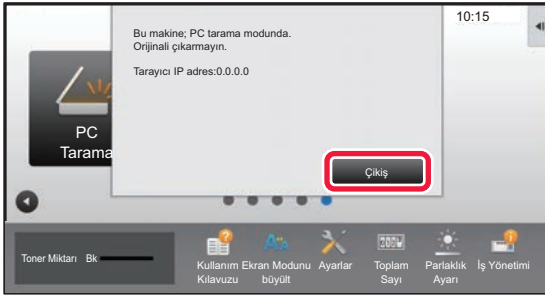 10:15
Bu makine; PC tarama modunda.
Orijinali çıkarmayın.
Tarayıcı IP adres:0.0.0.0
PC
Tarama
Çikiş
Toner Miktarı Bk
Kullanım Ekran Modunu Ayarlar Toplam Parlaklık İş Yönetimi
Kılavuzu büyült Sayı Ayarı